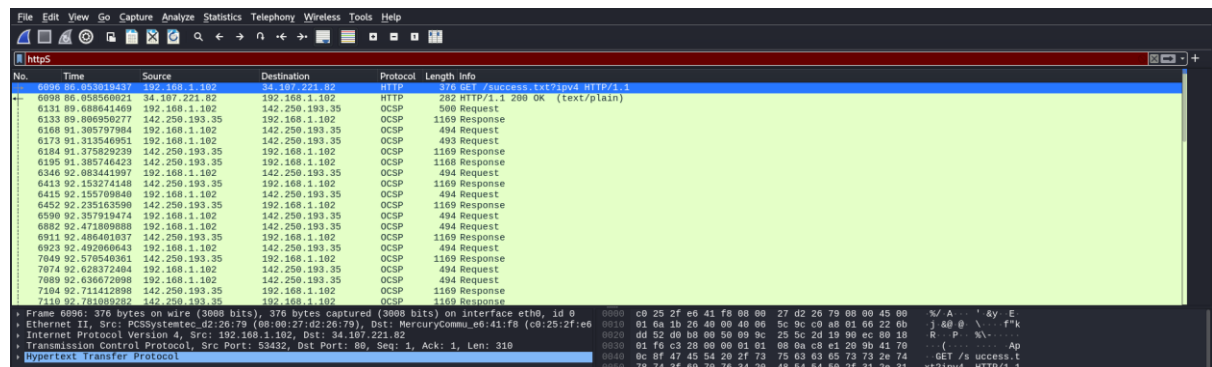 File Edit View Go Capture Analyze Statistics Telephony Wireless Tools Help
httpS
No. Time Source Destination Protocol Length Info
6096 86.053019437 192.168.1.102 34.107.221.82 HTTP 376 GET /success.txt?ipv4 HTTP/1.1
6098 86.058560021 34.107.221.82 192.168.1.102 HTTP 282 HTTP/1.1 200 OK (text/plain)
6131 89.688641469 192.168.1.102 142.250.193.35 OCSP 500 Request
6133 89.806950277 142.250.193.35 192.168.1.102 OCSP 1169 Response
6168 91.305797984 192.168.1.102 142.250.193.35 OCSP 494 Request
6173 91.313546951 192.168.1.102 142.250.193.35 OCSP 493 Request
6184 91.375829239 142.250.193.35 192.168.1.102 OCSP 1169 Response
6195 91.385746423 142.250.193.35 192.168.1.102 OCSP 1168 Response
6346 92.083441997 192.168.1.102 142.250.193.35 OCSP 494 Request
6413 92.153274148 142.250.193.35 192.168.1.102 OCSP 1169 Response
6415 92.155709840 192.168.1.102 142.250.193.35 OCSP 494 Request
6452 92.235163590 142.250.193.35 192.168.1.102 OCSP 1169 Response
6590 92.357919474 192.168.1.102 142.250.193.35 OCSP 494 Request
6882 92.471809888 192.168.1.102 142.250.193.35 OCSP 494 Request
6911 92.486401037 142.250.193.35 192.168.1.102 OCSP 1169 Response
6923 92.492060643 192.168.1.102 142.250.193.35 OCSP 494 Request
7049 92.570540361 142.250.193.35 192.168.1.102 OCSP 1169 Response
7074 92.628372404 192.168.1.102 142.250.193.35 OCSP 494 Request
7089 92.636672098 192.168.1.102 142.250.193.35 OCSP 494 Request
7104 92.711412898 142.250.193.35 192.168.1.102 OCSP 1169 Response
7110 92.781089282 142.250.193.35 192.168.1.102 OCSP 1169 Response
Frame 6096: 376 bytes on wire (3008 bits), 376 bytes captured (3008 bits) on interface eth0, id 0
Ethernet II, Src: PCSSystemtec_d2:26:79 (08:00:27:d2:26:79), Dst: MercuryCommu_e6:41:f8 (c0:25:2f:e6
Internet Protocol Version 4, Src: 192.168.1.102, Dst: 34.107.221.82
Transmission Control Protocol, Src Port: 53432, Dst Port: 80, Seq: 1, Ack: 1, Len: 310
Hypertext Transfer Protocol
0000 c0 25 2f e6 41 f8 08 00 27 d2 26 79 08 00 45 00 ·%/·A··· '·&y··E·
0010 01 6a 1b 26 40 00 40 06 5c 9c c0 a8 01 66 22 6b ·j·&@·@· \····f"k
0020 dd 52 d0 b8 00 50 09 9c 25 5c 2d 19 90 ec 80 18 ·R···P·· %\-·····
0030 01 f6 c3 28 00 00 01 01 08 0a c8 e1 20 9b 41 70 ···(···· ···· ·Ap
0040 0c 8f 47 45 54 20 2f 73 75 63 63 65 73 73 2e 74 ··GET /s uccess.t